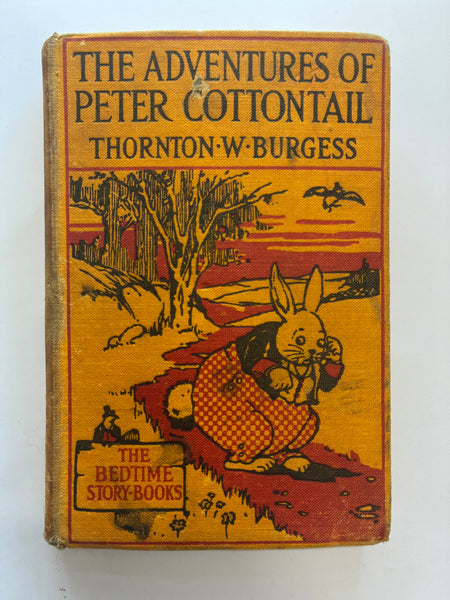 THE ADVENTURES OF
PETER COTTONTAIL
THORNTON·W·BURGESS
THE
BEDTIME
STORY-BOOKS